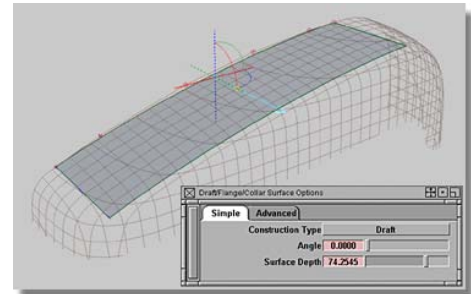 Draft/Flange/Collar Surface Options
Simple Advanced
Construction Type Draft
Angle 0.0000
Surface Depth 74.2545